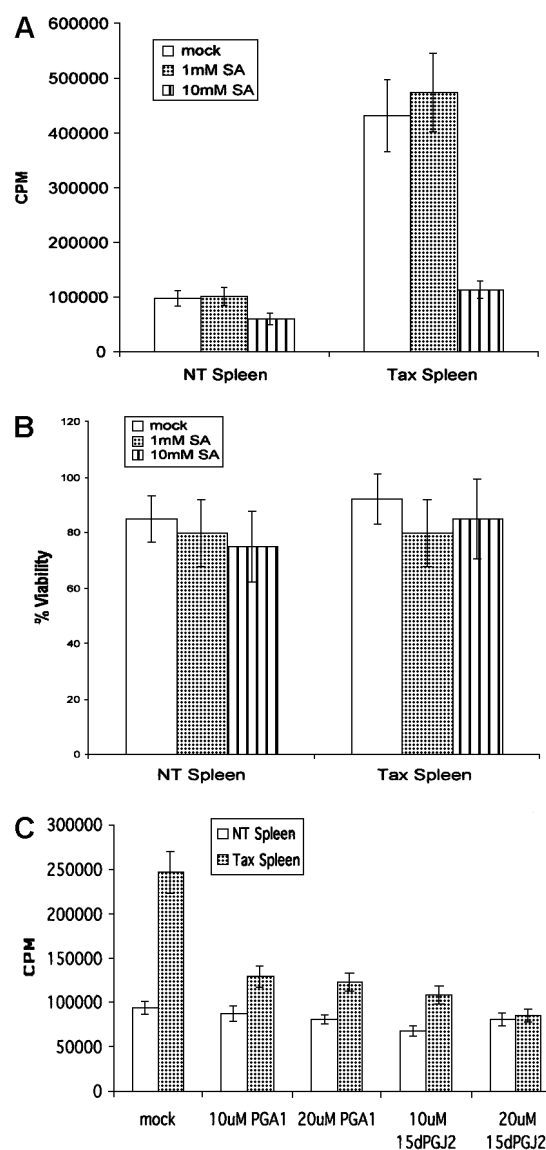 A
mock
1mM SA
10mM SA
600000
500000
400000
300000
200000
100000
0
CPM
NT Spleen
Tax Spleen
B
mock
1mM SA
10mM SA
120
100
80
60
40
20
0
% Viability
NT Spleen
Tax Spleen
C
NT Spleen
Tax Spleen
300000
250000
200000
150000
100000
50000
0
CPM
mock
10uM PGA1
20uM PGA1
10uM
15dPGJ2
20uM
15dPGJ2